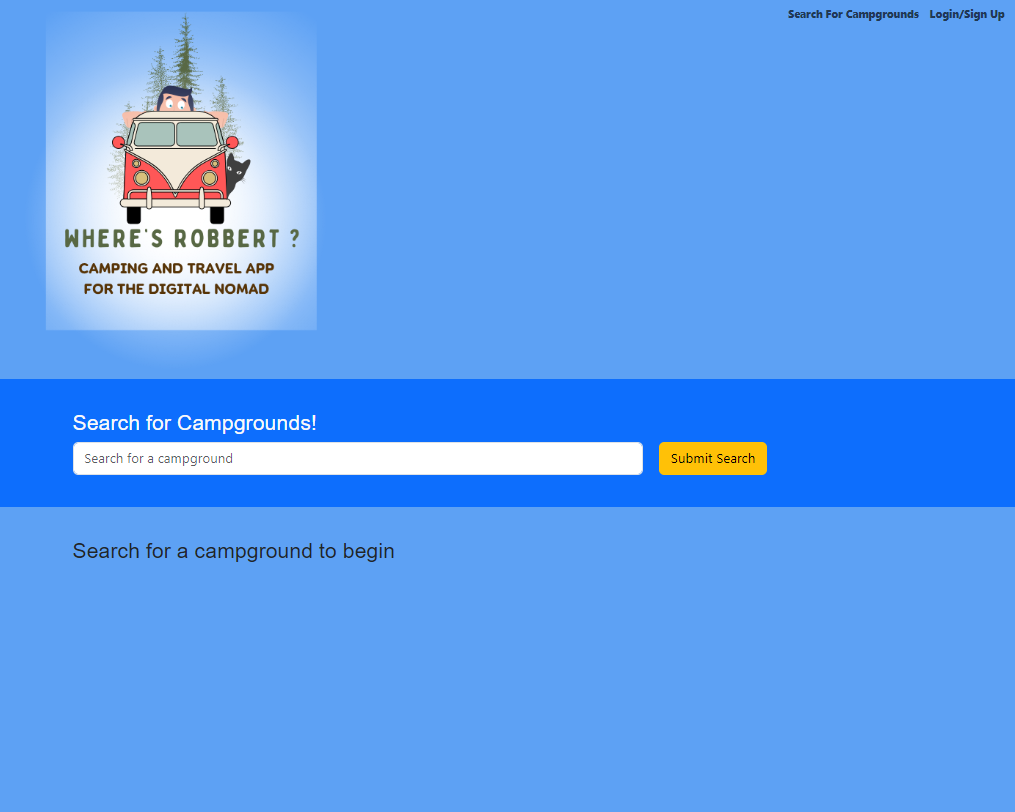 Search For Campgrounds Login/Sign Up
WHERE'S ROBBERT ?
CAMPING AND TRAVEL APP
FOR THE DIGITAL NOMAD
Search for Campgrounds!
Search for a campground
Submit Search
Search for a campground to begin